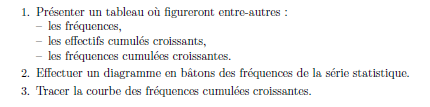 1. Présenter un tableau où figureront entre-autres :
– les fréquences,
– les effectifs cumulés croissants,
– les fréquences cumulées croissantes.
2. Effectuer un diagramme en bâtons des fréquences de la série statistique.
3. Tracer la courbe des fréquences cumulées croissantes.